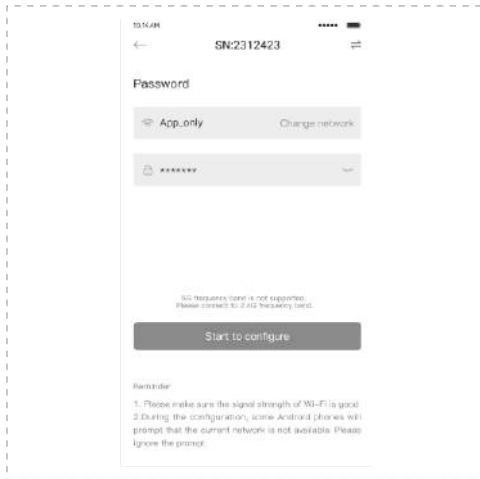 10:14 AM
SN:2312423
Password
App_only Change network
*******
5G frequency band is not supported.
Please connect to 2.4G frequency band.
Start to configure
Reminder
1. Please make sure the signal strength of Wi-Fi is good
2.During the configuration, some Android phones will
prompt that the current network is not available. Please
ignore the prompt.